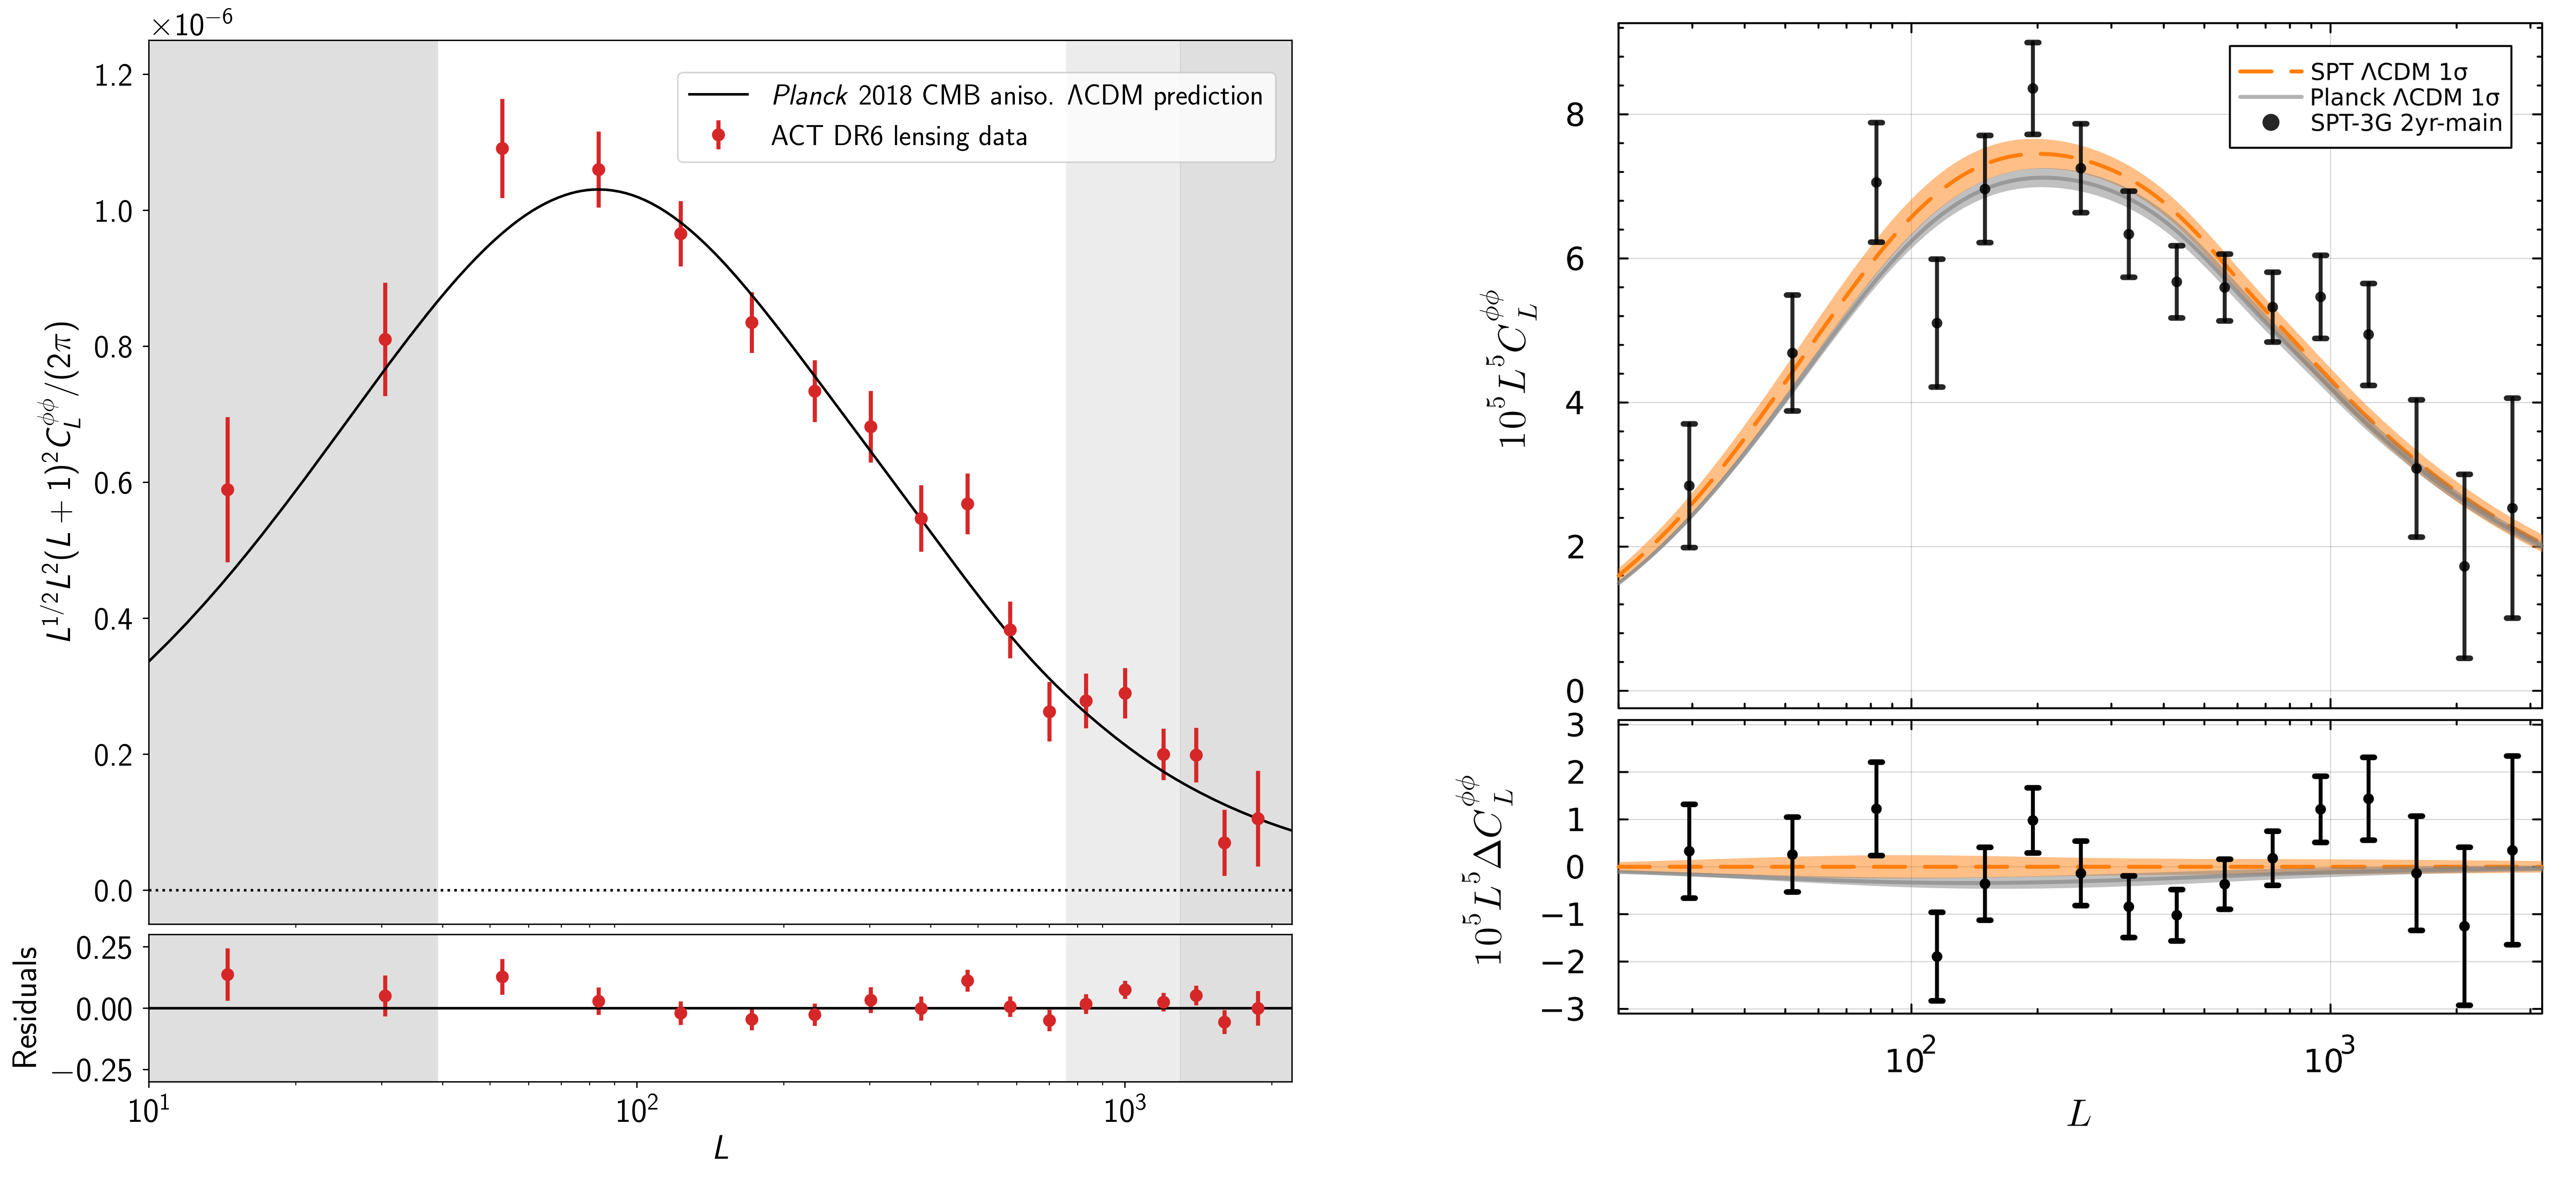 ×10⁻⁶
1.2
1.0
0.8
0.6
0.4
0.2
0.0
L^{1/2}L²(L + 1)²C_L^{ϕϕ}/(2π)
Planck 2018 CMB aniso. ΛCDM prediction
ACT DR6 lensing data
0.25
0.00
−0.25
Residuals
10¹
10²
10³
L
8
6
4
2
0
10⁵L⁵C_L^{ϕϕ}
SPT ΛCDM 1σ
Planck ΛCDM 1σ
SPT-3G 2yr-main
3
2
1
0
−1
−2
−3
10⁵L⁵ΔC_L^{ϕϕ}
10²
10³
L